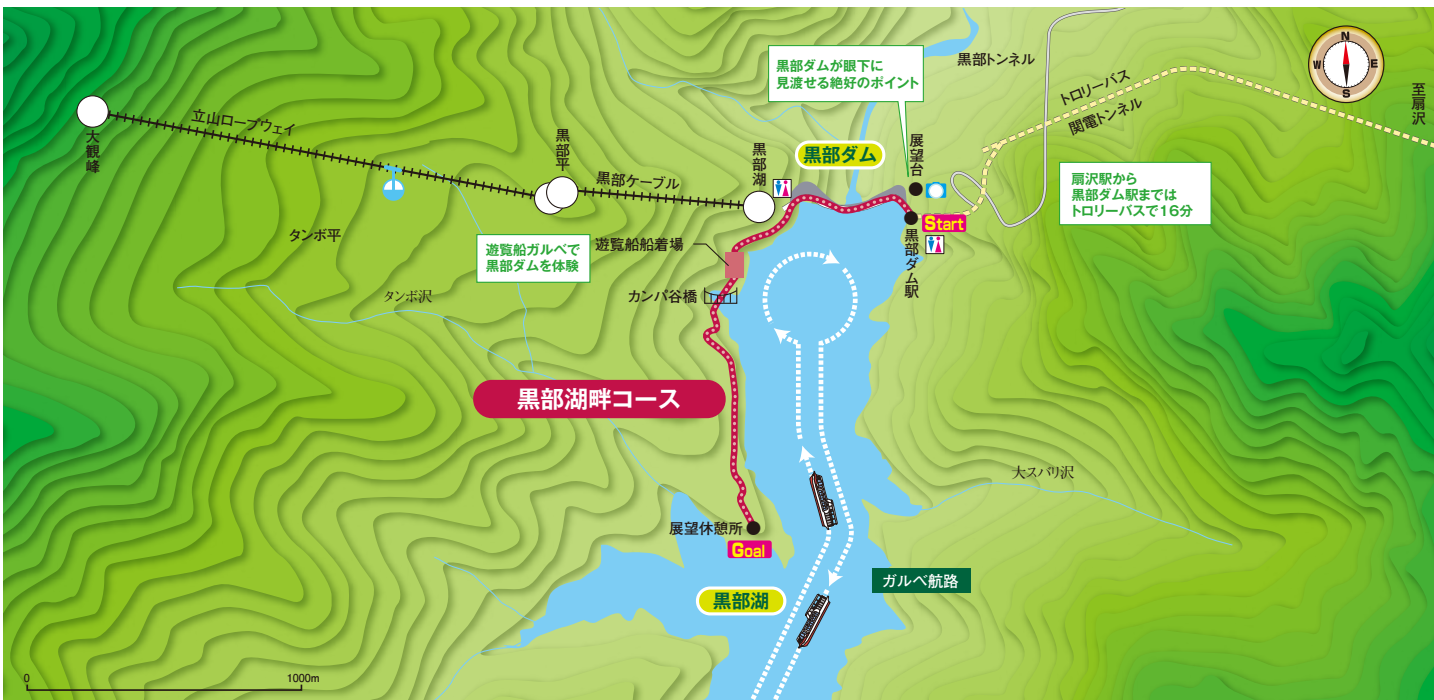 黒部ダムが眼下に
見渡せる絶好のポイント
黒部トンネル
N
W
E
S
トロリーバス
関電トンネル
至扇沢
立山ロープウェイ
大観峰
黒部平
黒部ケーブル
黒部湖
黒部ダム
展望台
扇沢駅から
黒部ダム駅までは
トロリーバスで16分
Start
黒部ダム駅
タンボ平
遊覧船ガルベで
黒部ダムを体験
遊覧船船着場
タンボ沢
カンパ谷橋
黒部湖畔コース
大スバリ沢
展望休憩所
Goal
ガルベ航路
黒部湖
0
1000m